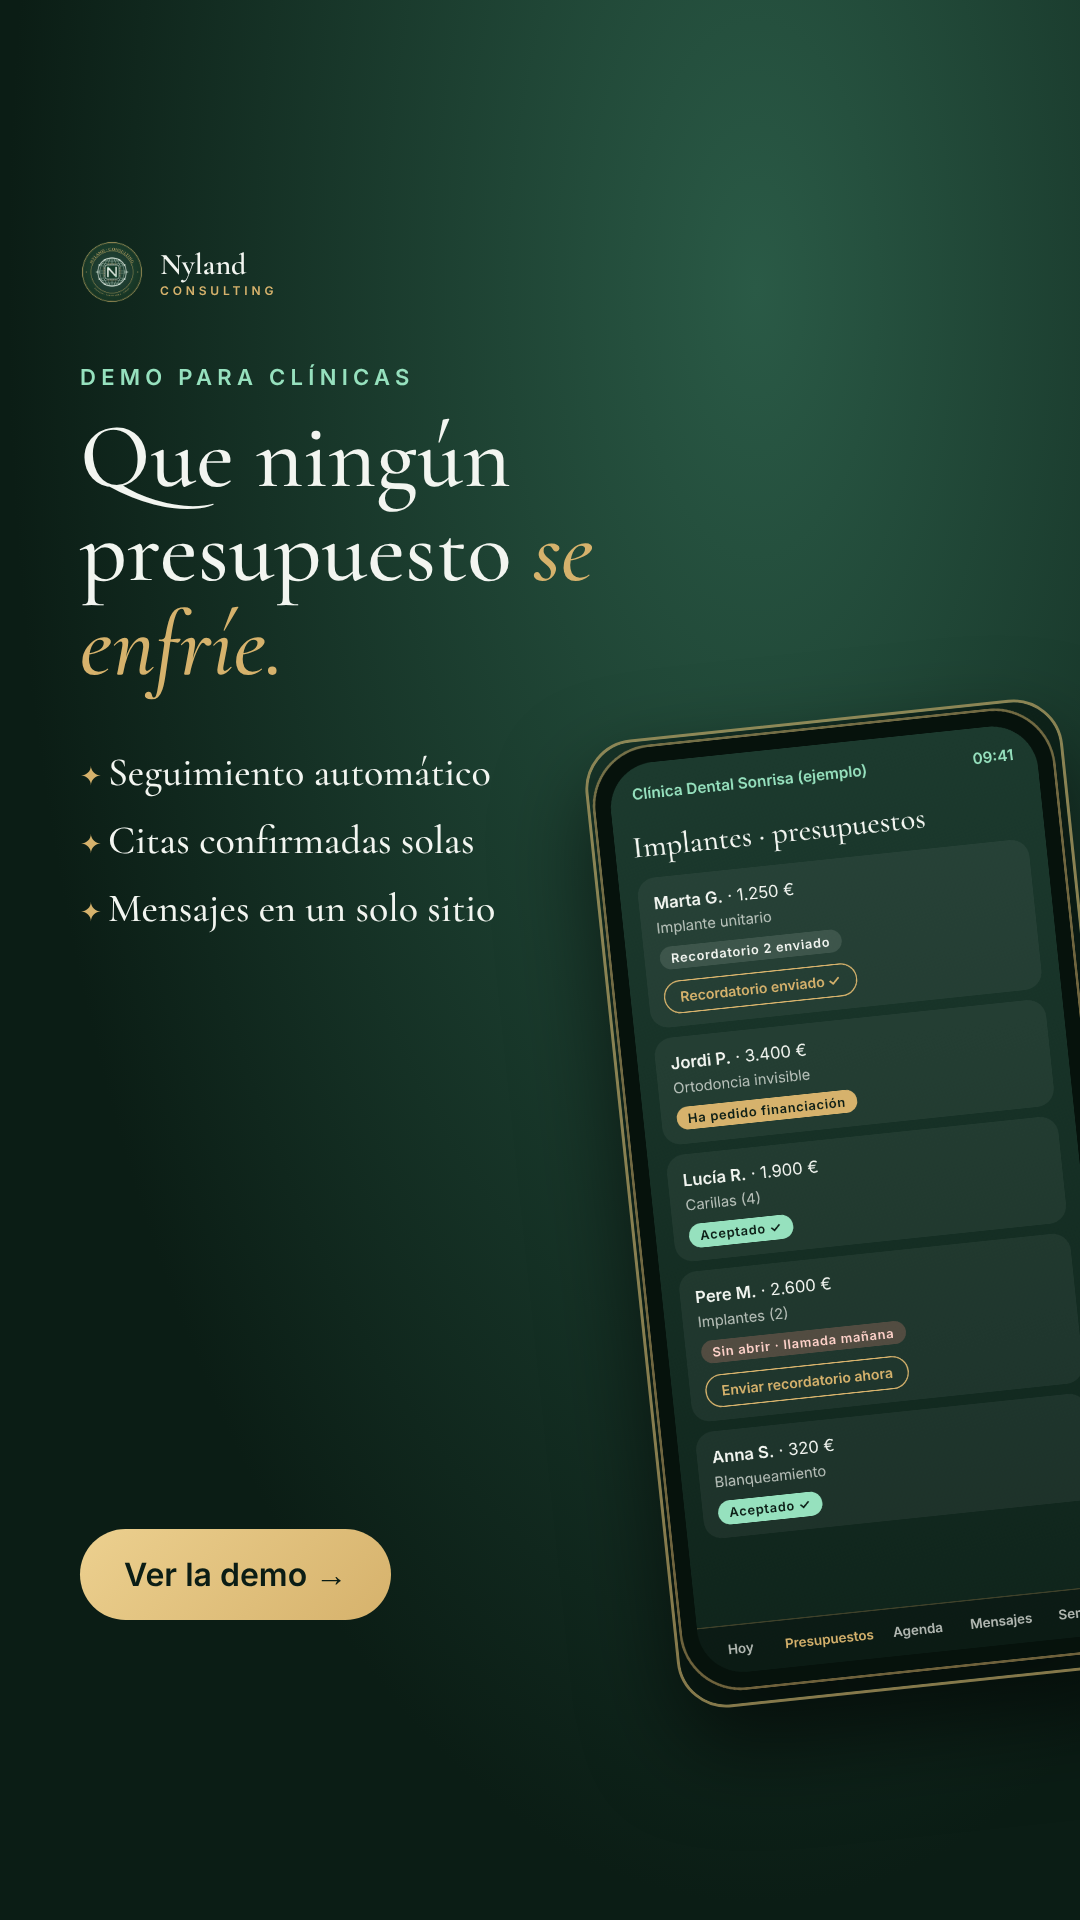 Nyland
CONSULTING
DEMO PARA CLÍNICAS
Que ningún
presupuesto se
enfríe.
✦ Seguimiento automático
✦ Citas confirmadas solas
✦ Mensajes en un solo sitio
Clínica Dental Sonrisa (ejemplo)
09:41
Implantes · presupuestos
Marta G. · 1.250 €
Implante unitario
Recordatorio 2 enviado
Recordatorio enviado ✓
Jordi P. · 3.400 €
Ortodoncia invisible
Ha pedido financiación
Lucía R. · 1.900 €
Carillas (4)
Aceptado ✓
Pere M. · 2.600 €
Implantes (2)
Sin abrir · llamada mañana
Enviar recordatorio ahora
Anna S. · 320 €
Blanqueamiento
Aceptado ✓
Ver la demo →
Hoy Presupuestos Agenda Mensajes